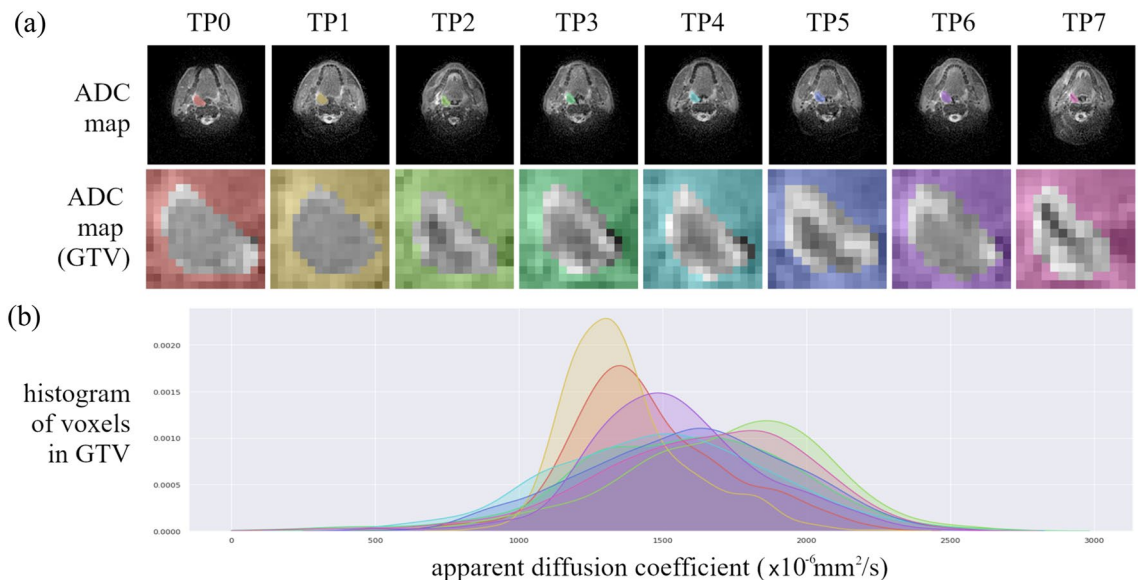 (a) TP0 TP1 TP2 TP3 TP4 TP5 TP6 TP7
ADC
map
ADC
map
(GTV)
(b)
histogram
of voxels
in GTV
0.0020
0.0015
0.0010
0.0005
0.0000
0 500 1000 1500 2000 2500 3000
apparent diffusion coefficient (×10⁻⁶mm²/s)